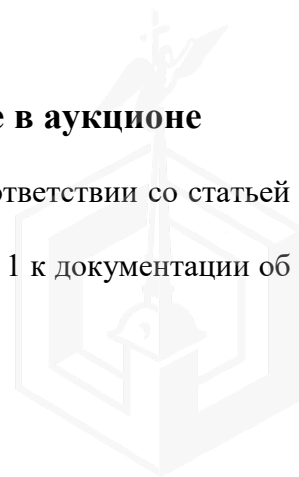 е в аукционе
ответствии со статьей
1 к документации об